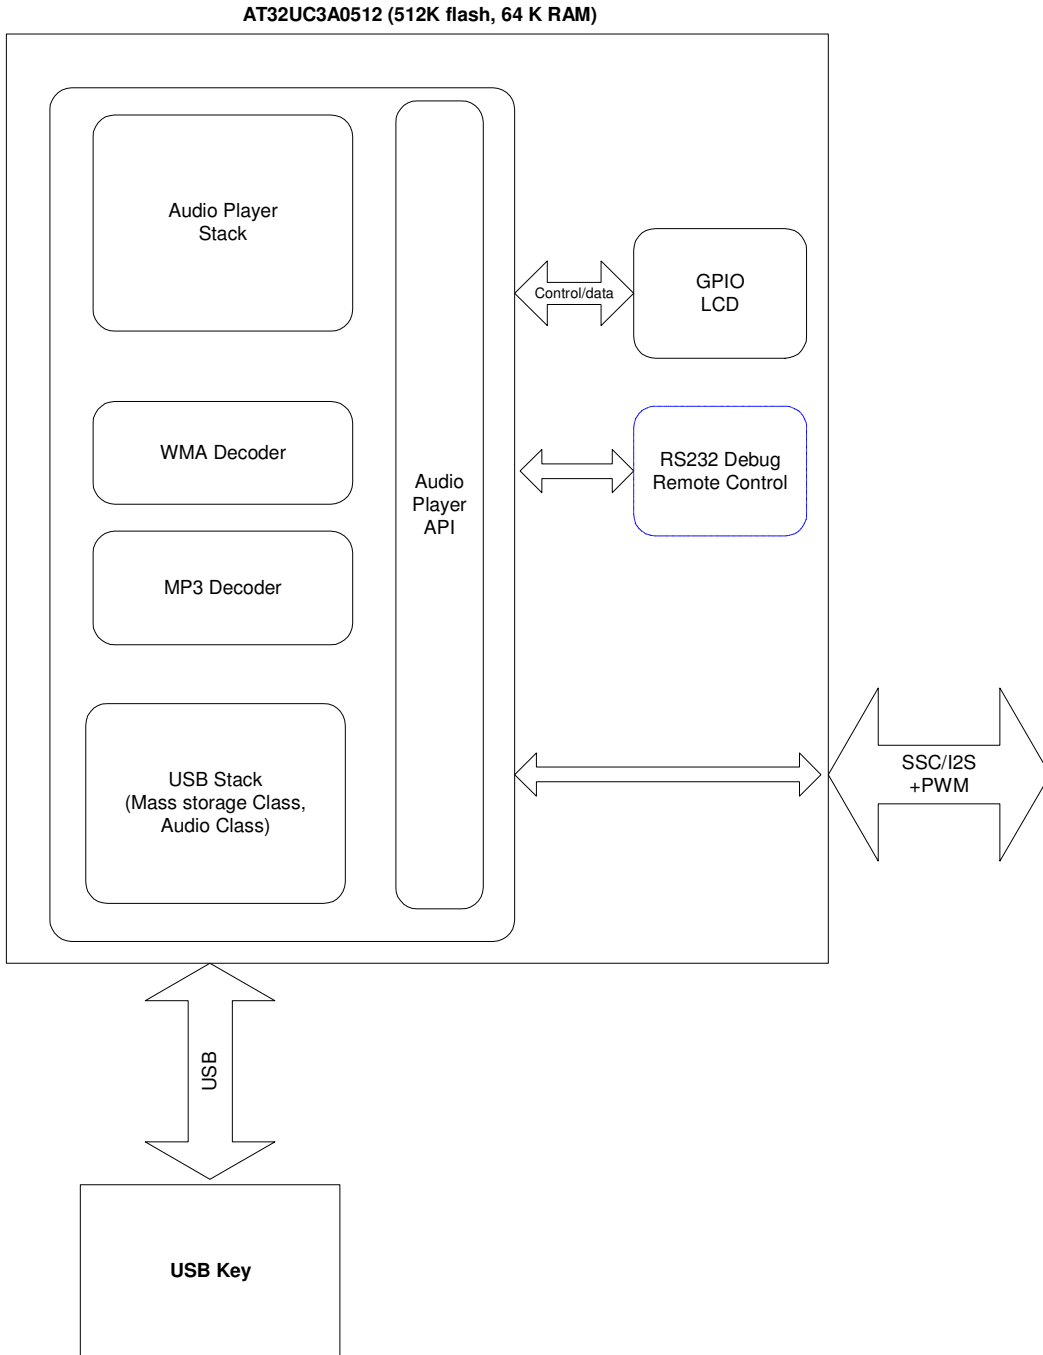 AT32UC3A0512 (512K flash, 64 K RAM)
Audio Player
Stack
GPIO
LCD
Control/data
WMA Decoder
RS232 Debug
Remote Control
Audio
Player
API
MP3 Decoder
USB Stack
(Mass storage Class,
Audio Class)
SSC/I2S
+PWM
USB
USB Key